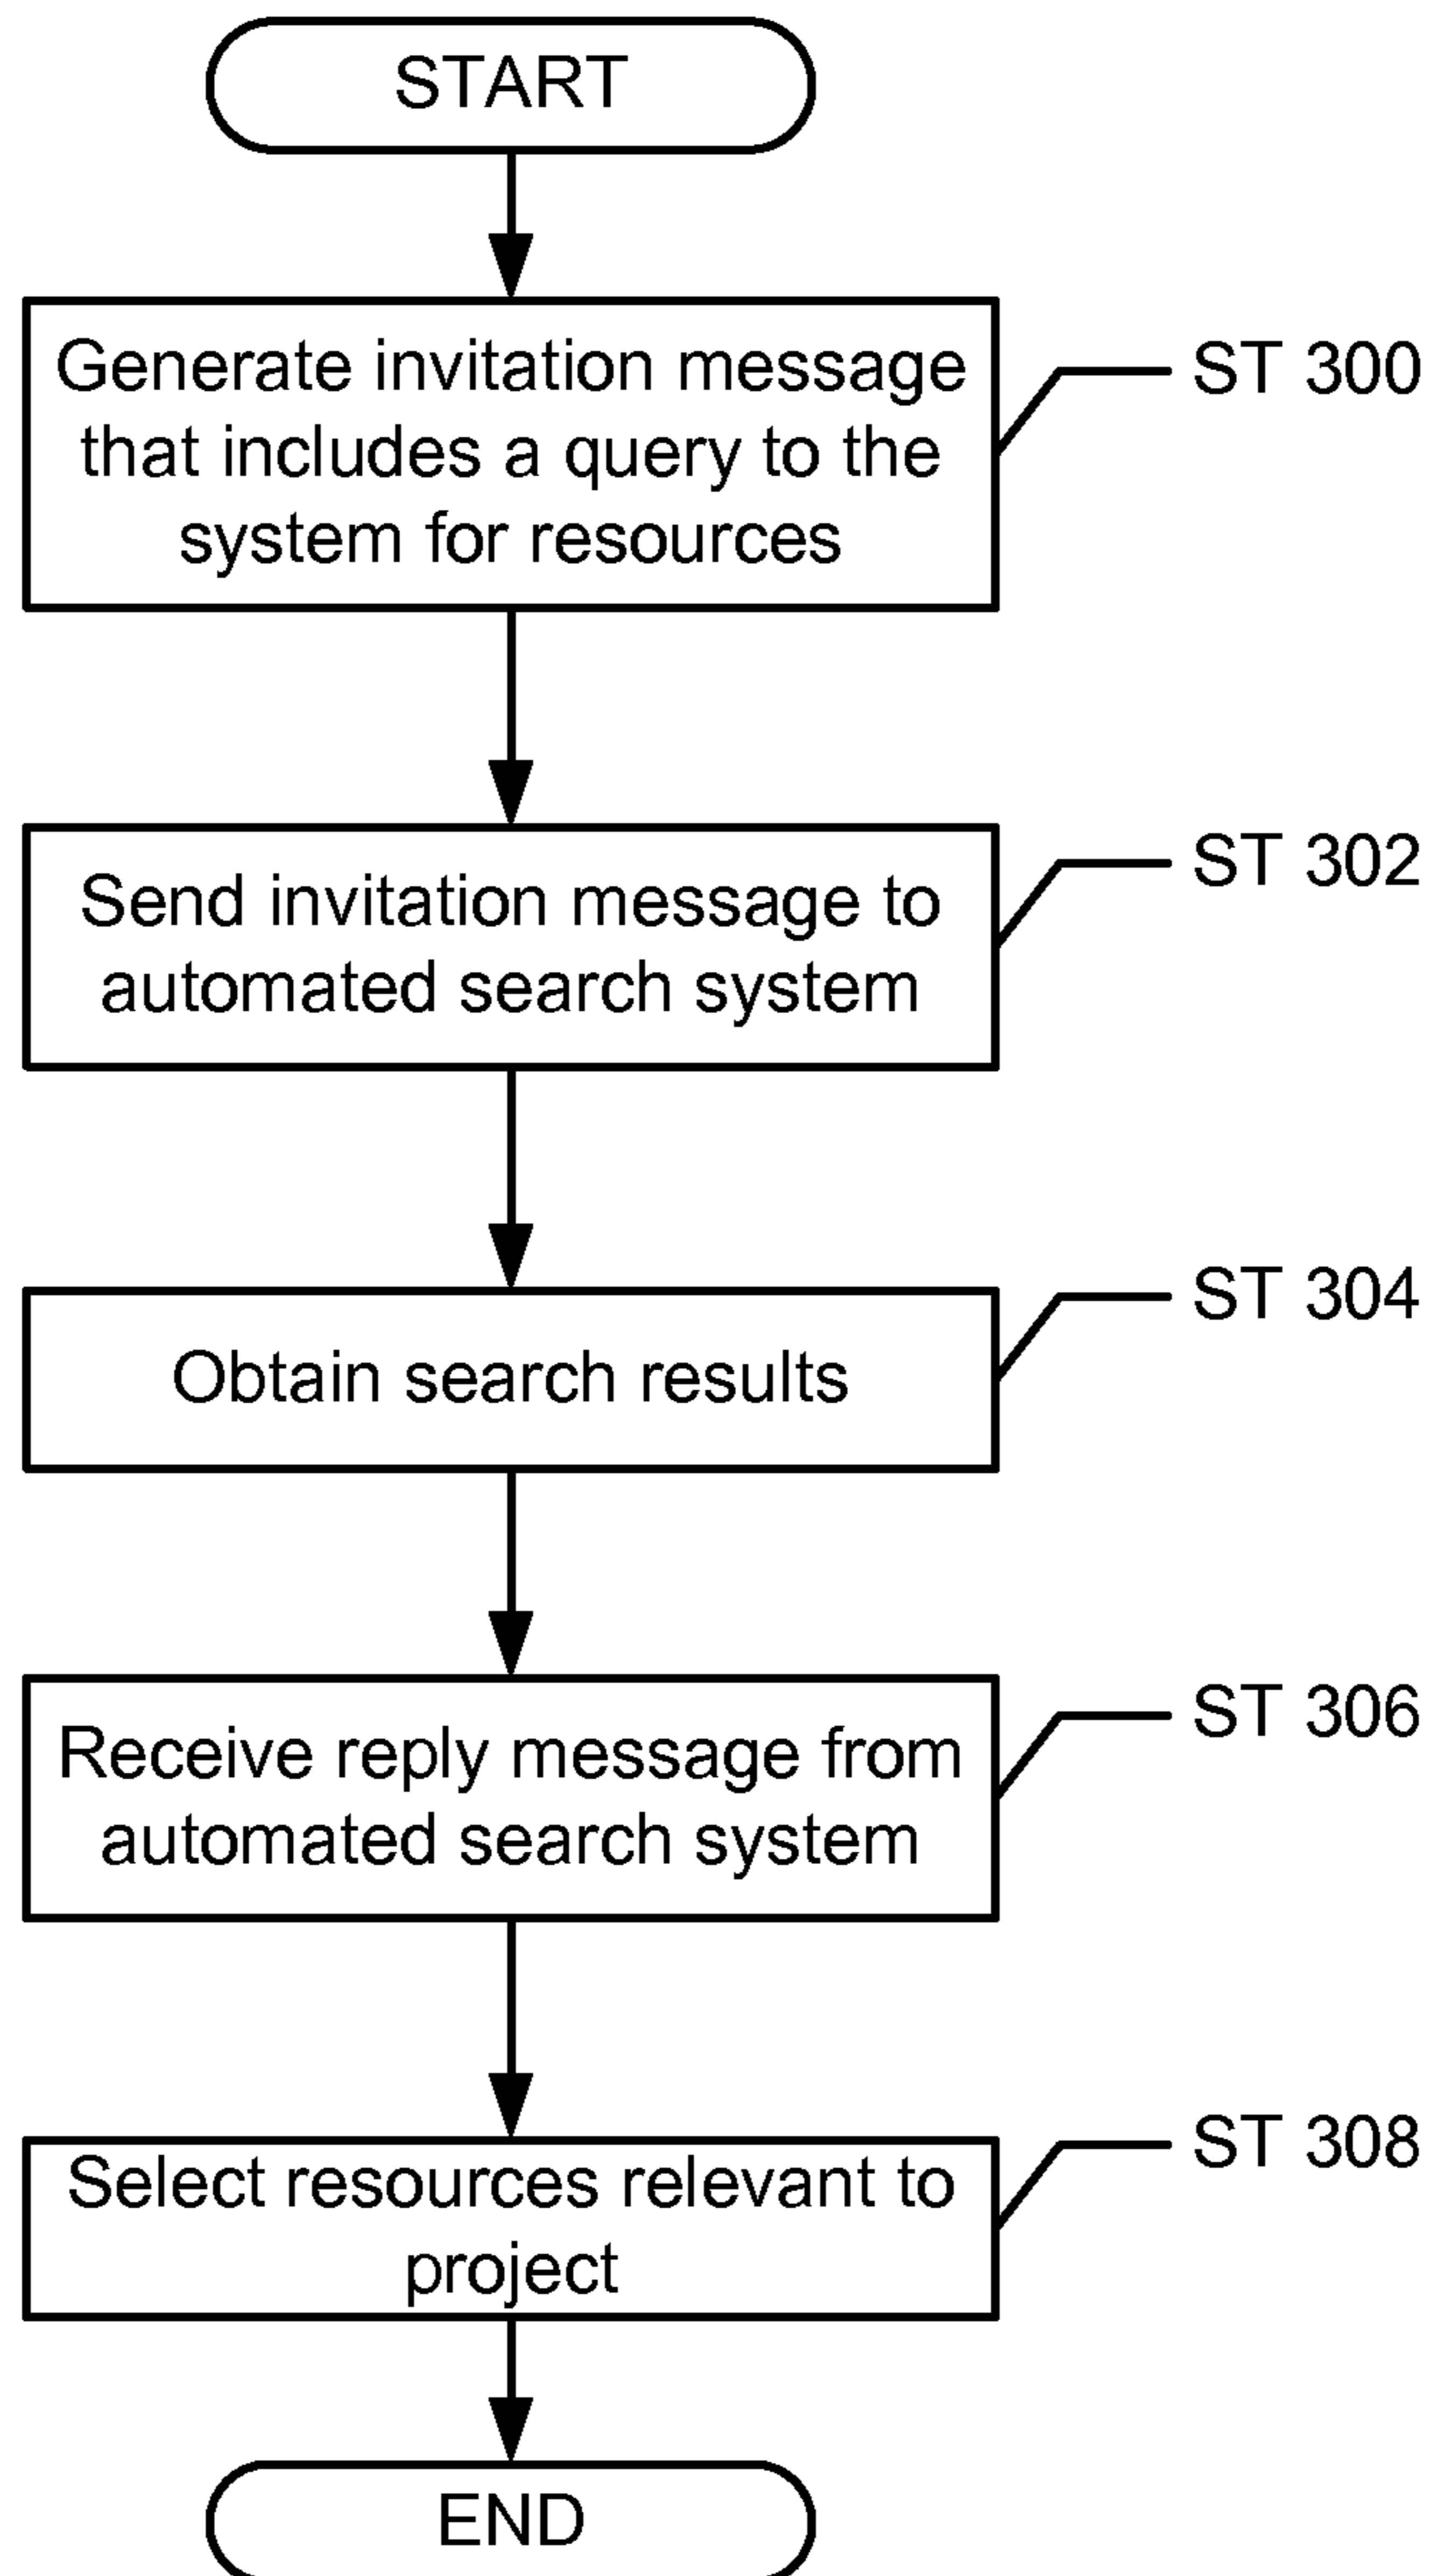 START
Generate invitation message
that includes a query to the
system for resources
ST 300
Send invitation message to
automated search system
ST 302
Obtain search results
ST 304
Receive reply message from
automated search system
ST 306
Select resources relevant to
project
ST 308
END